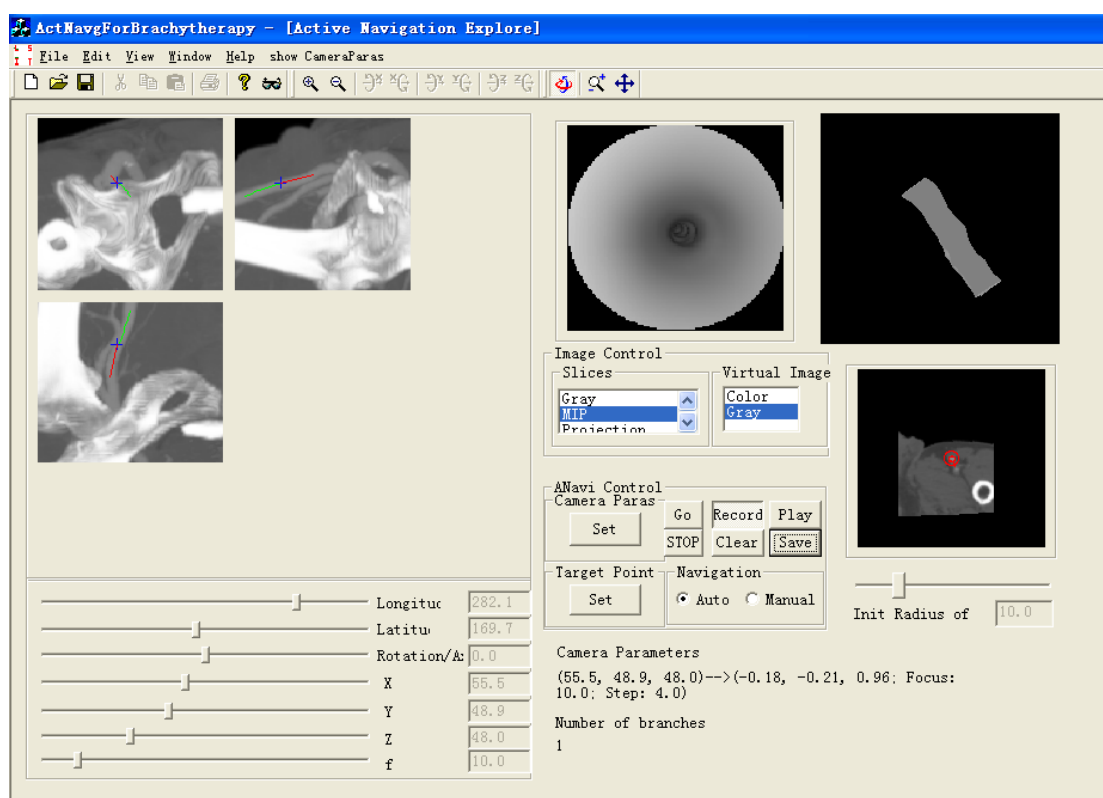 ActNavgForBrachytherapy - [Active Navigation Explore]
File Edit View Window Help show CameraParas
Image Control
Slices
Virtual Image
Gray
MIP
Projection
Color
Gray
ANavi Control
Camera Paras
Set
Go
Record
Play
STOP
Clear
Save
Target Point
Set
Navigation
Auto
Manual
Init Radius of
10.0
Longituc
282.1
Latitu
169.7
Rotation/A:
0.0
X
55.5
Y
48.9
Z
48.0
f
10.0
Camera Parameters
(55.5, 48.9, 48.0)-->(-0.18, -0.21, 0.96; Focus:
10.0; Step: 4.0)
Number of branches
1